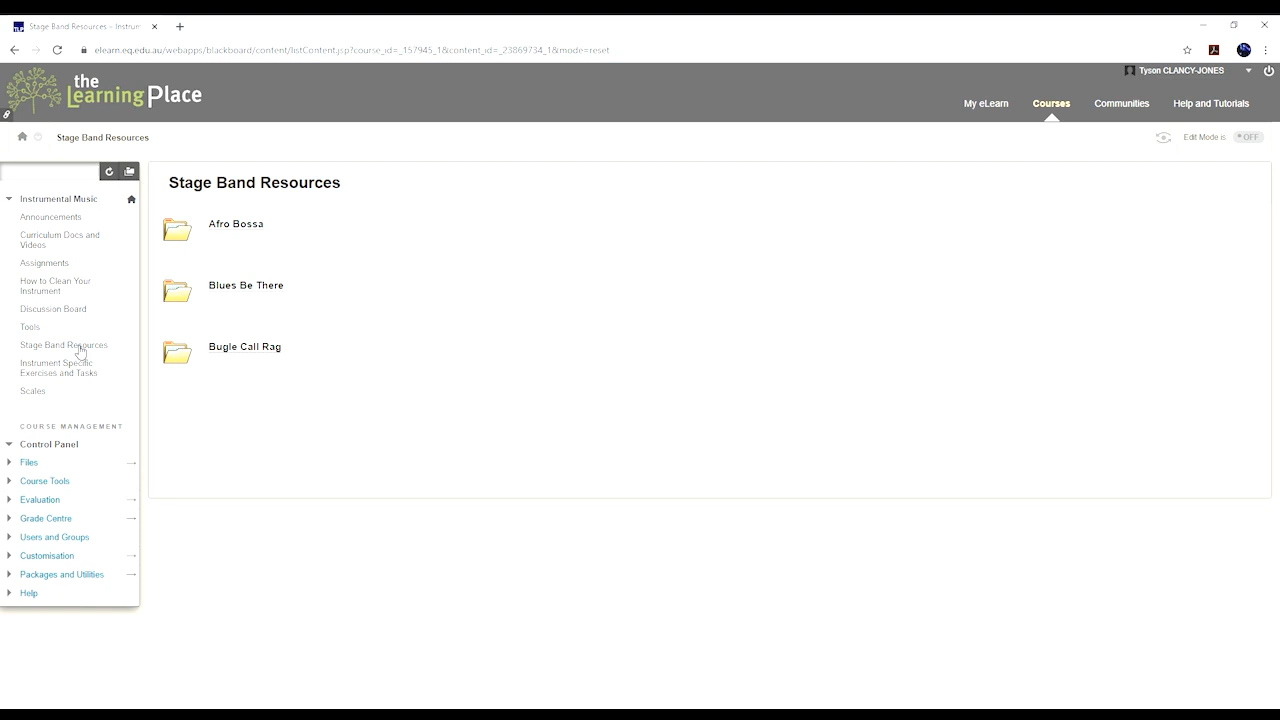 Stage Band Resources – Instrum
elearn.eq.edu.au/webapps/blackboard/content/listContent.jsp?course_id=_157945_1&content_id=_23869734_1&mode=reset
the
Learning Place
Tyson CLANCY-JONES
My eLearn
Courses
Communities
Help and Tutorials
Stage Band Resources
Edit Mode is
OFF
Instrumental Music
Announcements
Curriculum Docs and
Videos
Assignments
How to Clean Your
Instrument
Discussion Board
Tools
Stage Band Resources
Instrument Specific
Exercises and Tasks
Scales
COURSE MANAGEMENT
Control Panel
Files
Course Tools
Evaluation
Grade Centre
Users and Groups
Customisation
Packages and Utilities
Help
Stage Band Resources
Afro Bossa
Blues Be There
Bugle Call Rag